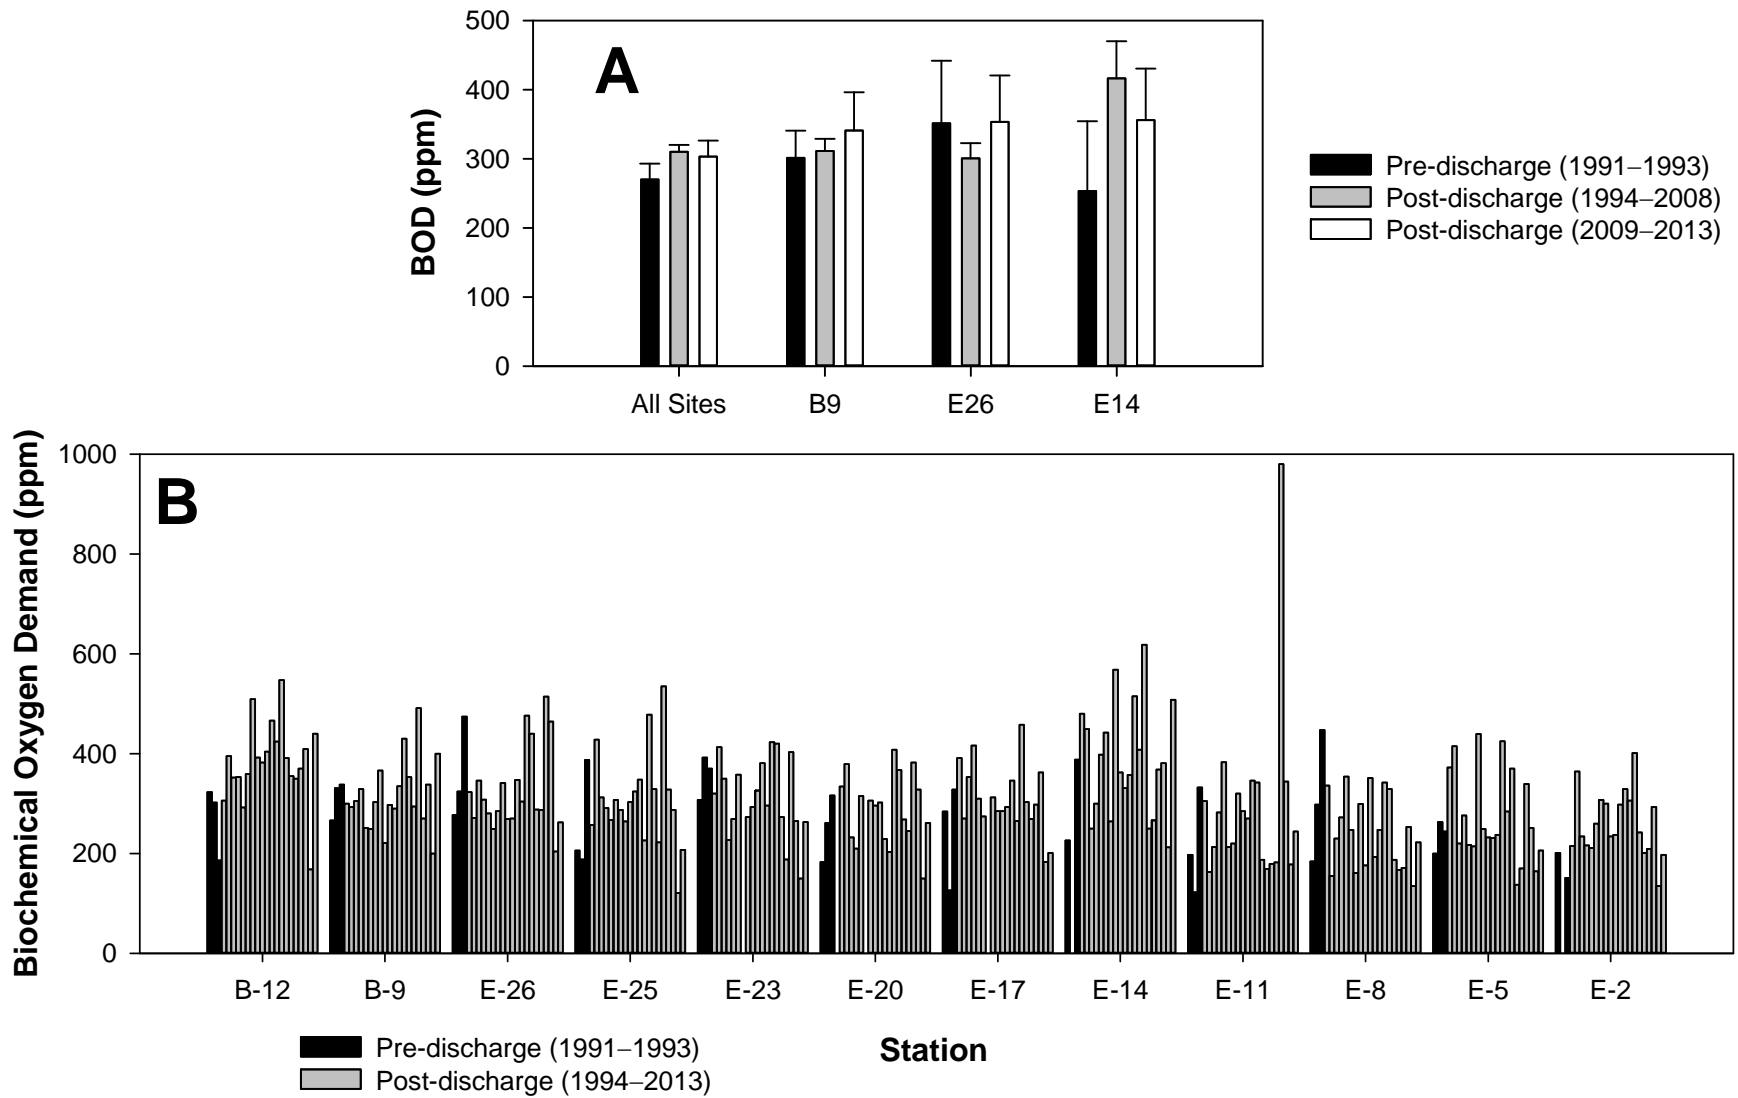 A
BOD (ppm)
500
400
300
200
100
0
All Sites B9 E26 E14
Pre-discharge (1991–1993)
Post-discharge (1994–2008)
Post-discharge (2009–2013)
B
Biochemical Oxygen Demand (ppm)
1000
800
600
400
200
0
B-12 B-9 E-26 E-25 E-23 E-20 E-17 E-14 E-11 E-8 E-5 E-2
Station
Pre-discharge (1991–1993)
Post-discharge (1994–2013)